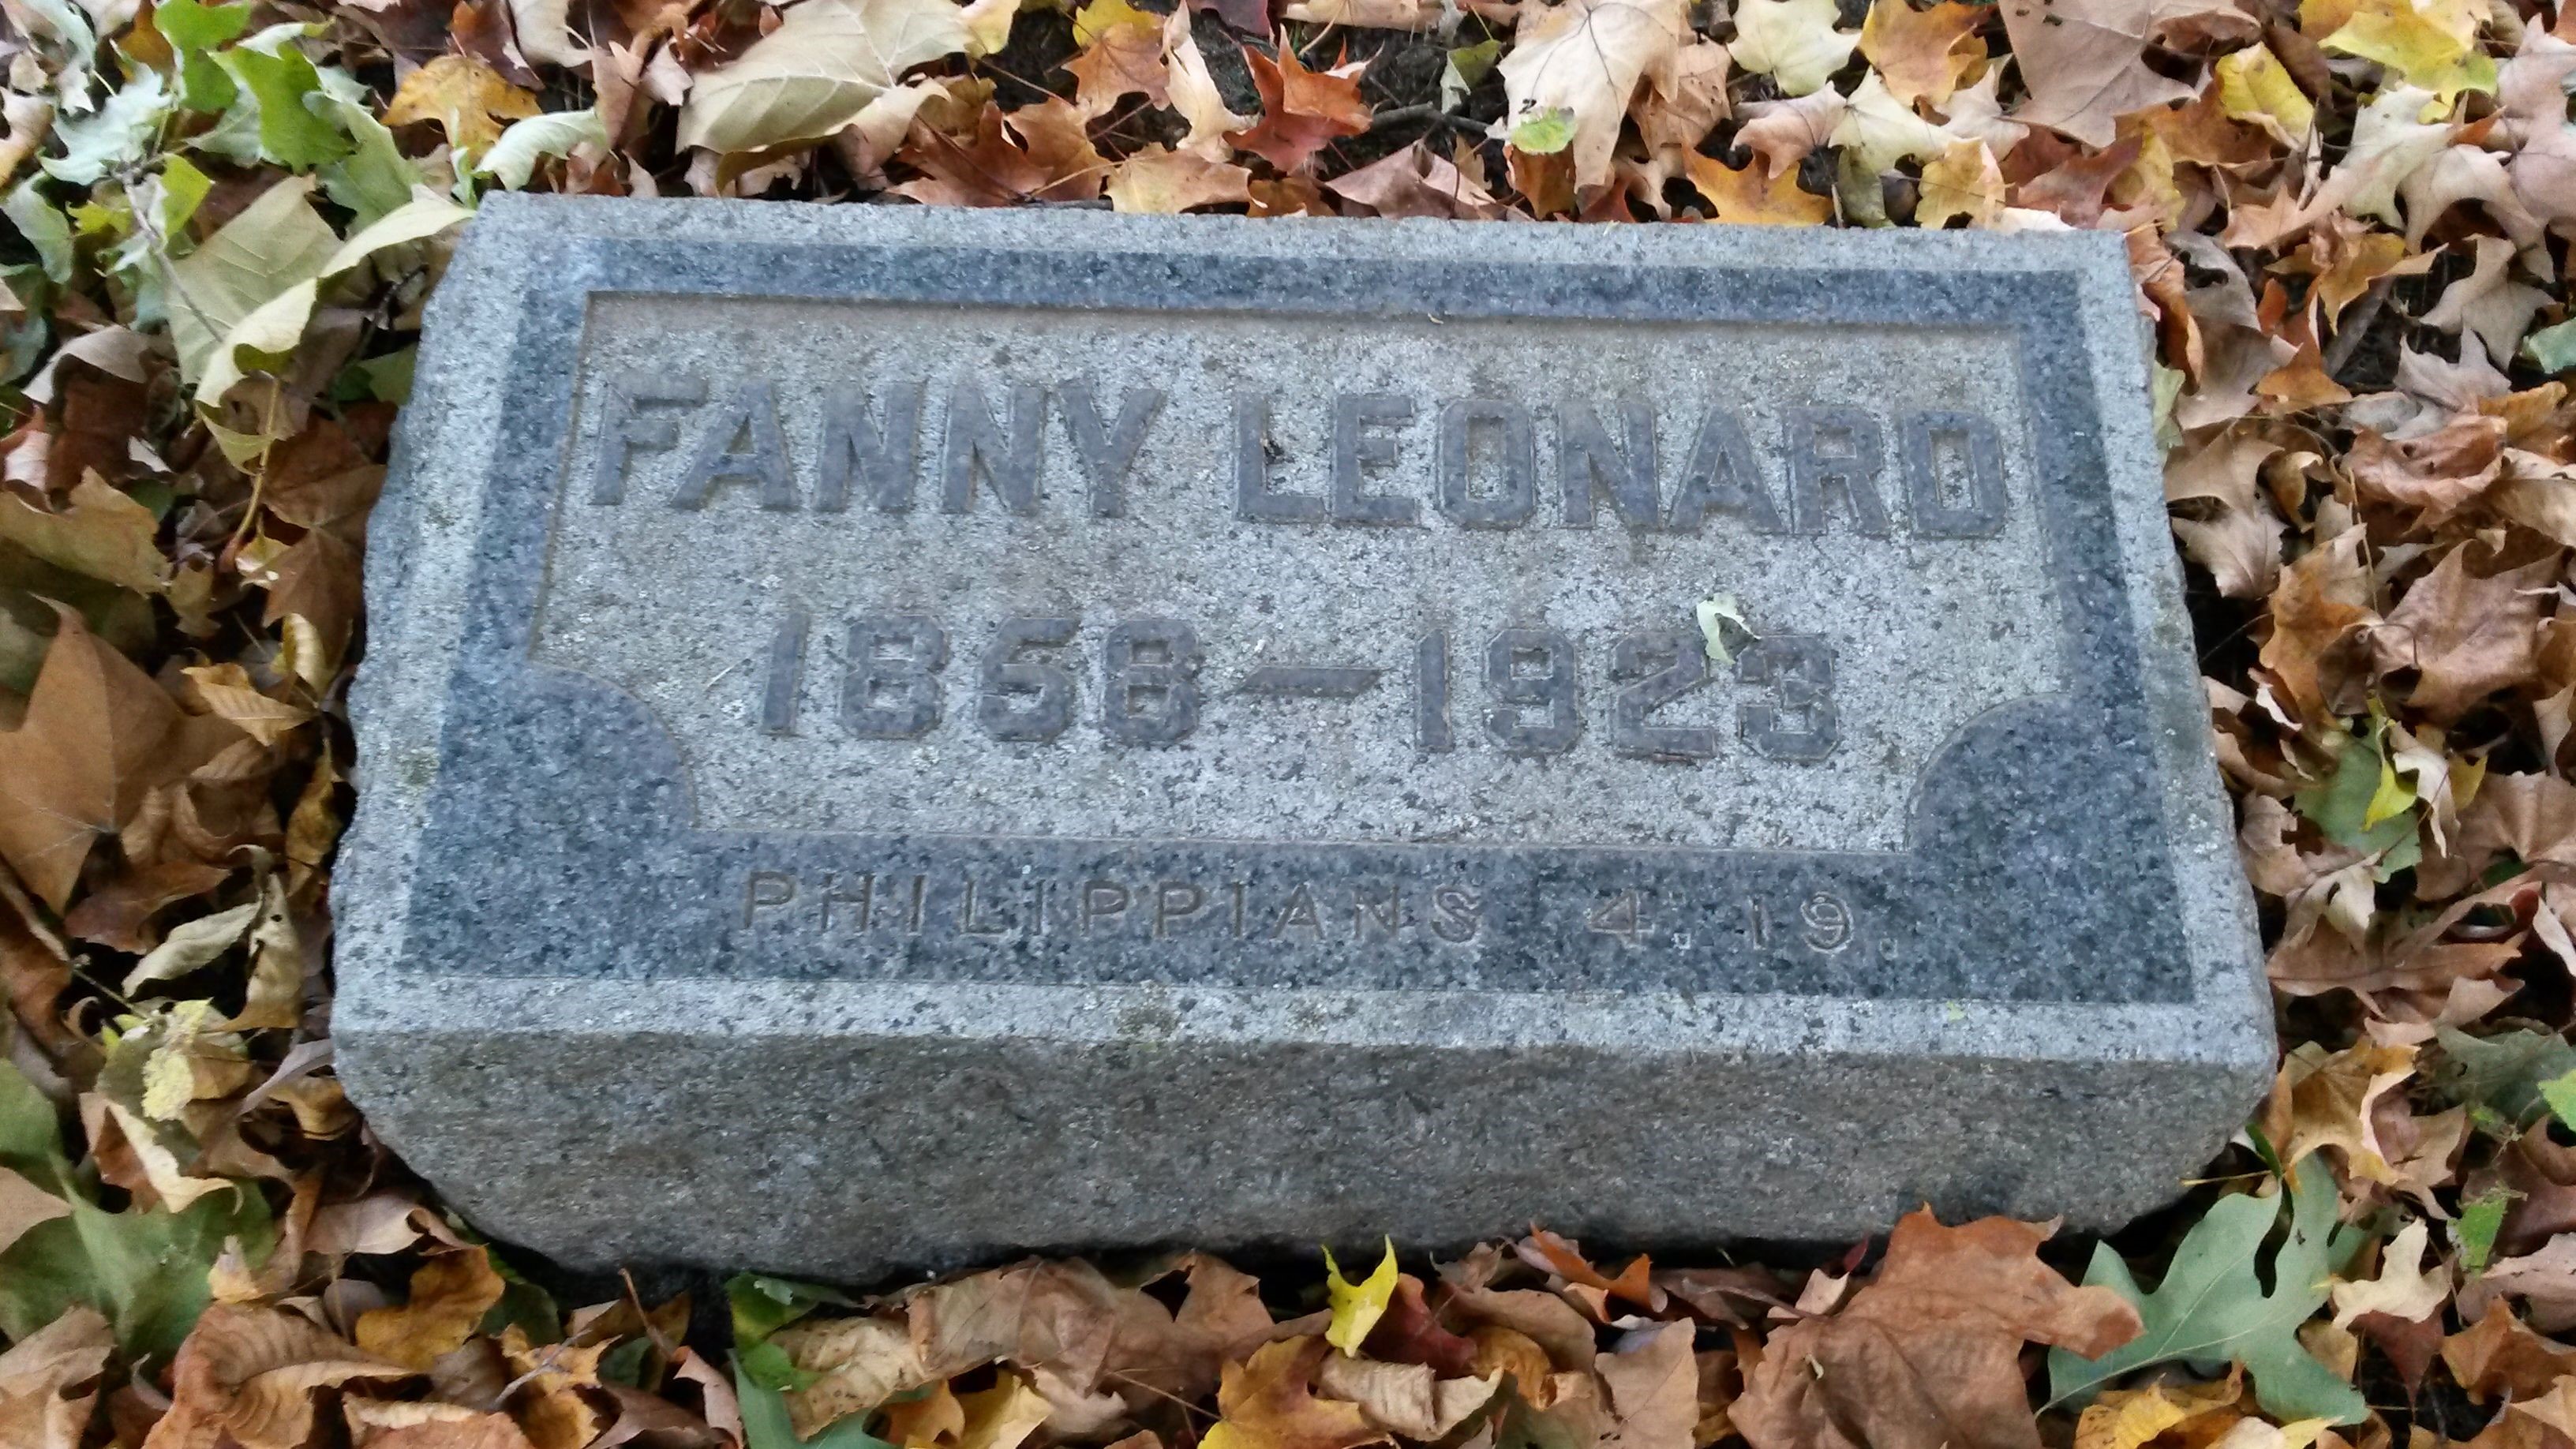 FANNY LEONARD
1858–1923
PHILIPPIANS 4. 19.